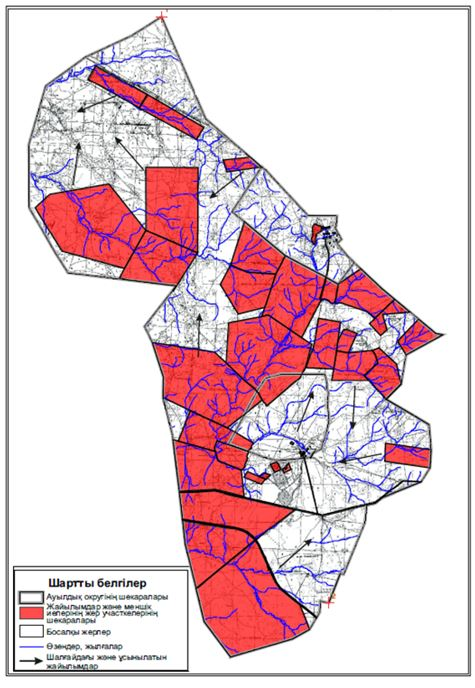 Шартты белгілер
Ауылдық округінің шекаралары
Жайылымдар және меншік
иелерінің жер участкелерінің
шекаралары
Босалқы жерлер
Өзендер, жылғалар
Шалғайдағы және ұсынылатын
жайылымдар